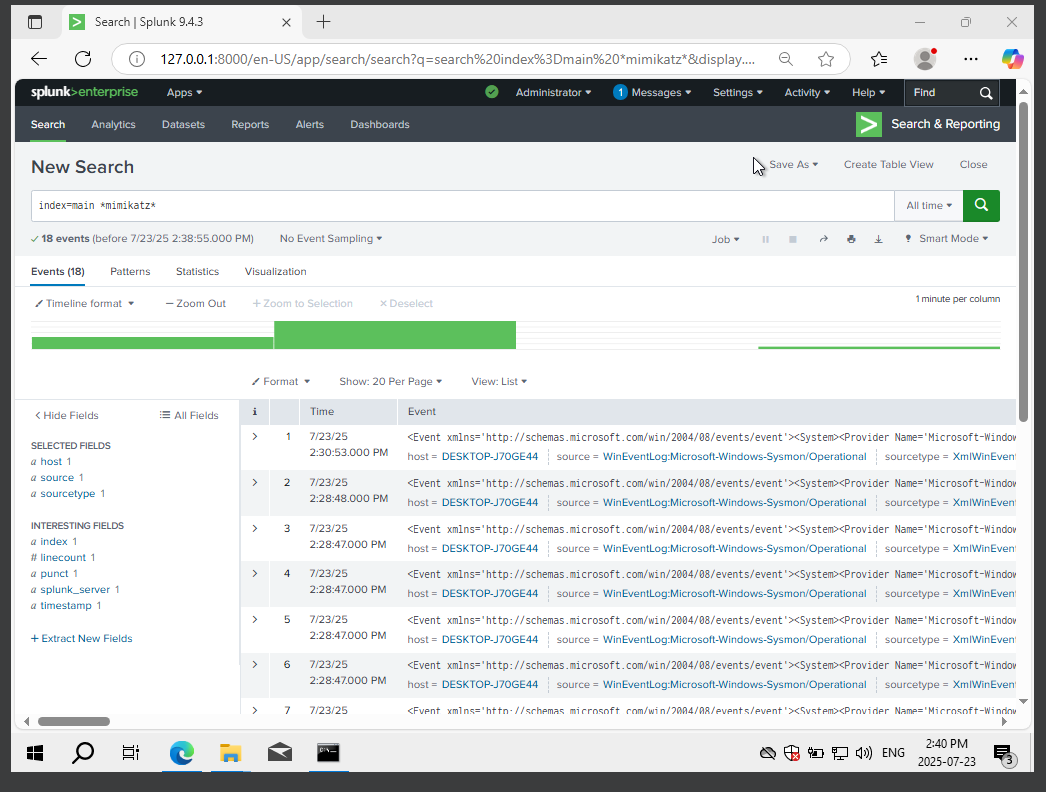 Search | Splunk 9.4.3
127.0.0.1:8000/en-US/app/search/search?q=search%20index%3Dmain%20*mimikatz*&display....
splunk>enterprise Apps Administrator 1 Messages Settings Activity Help Find
Search Analytics Datasets Reports Alerts Dashboards Search & Reporting
New Search Save As Create Table View Close
index=main *mimikatz* All time
18 events (before 7/23/25 2:38:55.000 PM) No Event Sampling Job Smart Mode
Events (18) Patterns Statistics Visualization
Timeline format — Zoom Out + Zoom to Selection × Deselect 1 minute per column
Format Show: 20 Per Page View: List
< Hide Fields All Fields
SELECTED FIELDS
a host 1
a source 1
a sourcetype 1
INTERESTING FIELDS
a index 1
# linecount 1
a punct 1
a splunk_server 1
a timestamp 1
+ Extract New Fields
i Time Event
> 1 7/23/25 2:30:53.000 PM <Event xmlns='http://schemas.microsoft.com/win/2004/08/events/event'><System><Provider Name='Microsoft-Window
host = DESKTOP-J70GE44 source = WinEventLog:Microsoft-Windows-Sysmon/Operational sourcetype = XmlWinEven
> 2 7/23/25 2:28:48.000 PM <Event xmlns='http://schemas.microsoft.com/win/2004/08/events/event'><System><Provider Name='Microsoft-Window
host = DESKTOP-J70GE44 source = WinEventLog:Microsoft-Windows-Sysmon/Operational sourcetype = XmlWinEven
> 3 7/23/25 2:28:47.000 PM <Event xmlns='http://schemas.microsoft.com/win/2004/08/events/event'><System><Provider Name='Microsoft-Window
host = DESKTOP-J70GE44 source = WinEventLog:Microsoft-Windows-Sysmon/Operational sourcetype = XmlWinEven
> 4 7/23/25 2:28:47.000 PM <Event xmlns='http://schemas.microsoft.com/win/2004/08/events/event'><System><Provider Name='Microsoft-Window
host = DESKTOP-J70GE44 source = WinEventLog:Microsoft-Windows-Sysmon/Operational sourcetype = XmlWinEven
> 5 7/23/25 2:28:47.000 PM <Event xmlns='http://schemas.microsoft.com/win/2004/08/events/event'><System><Provider Name='Microsoft-Window
host = DESKTOP-J70GE44 source = WinEventLog:Microsoft-Windows-Sysmon/Operational sourcetype = XmlWinEven
> 6 7/23/25 2:28:47.000 PM <Event xmlns='http://schemas.microsoft.com/win/2004/08/events/event'><System><Provider Name='Microsoft-Window
host = DESKTOP-J70GE44 source = WinEventLog:Microsoft-Windows-Sysmon/Operational sourcetype = XmlWinEven
> 7 7/23/25 <Event xmlns='http://schemas.microsoft.com/win/2004/08/events/event'><System><Provider Name='Microsoft-Window
ENG 2:40 PM
2025-07-23 3